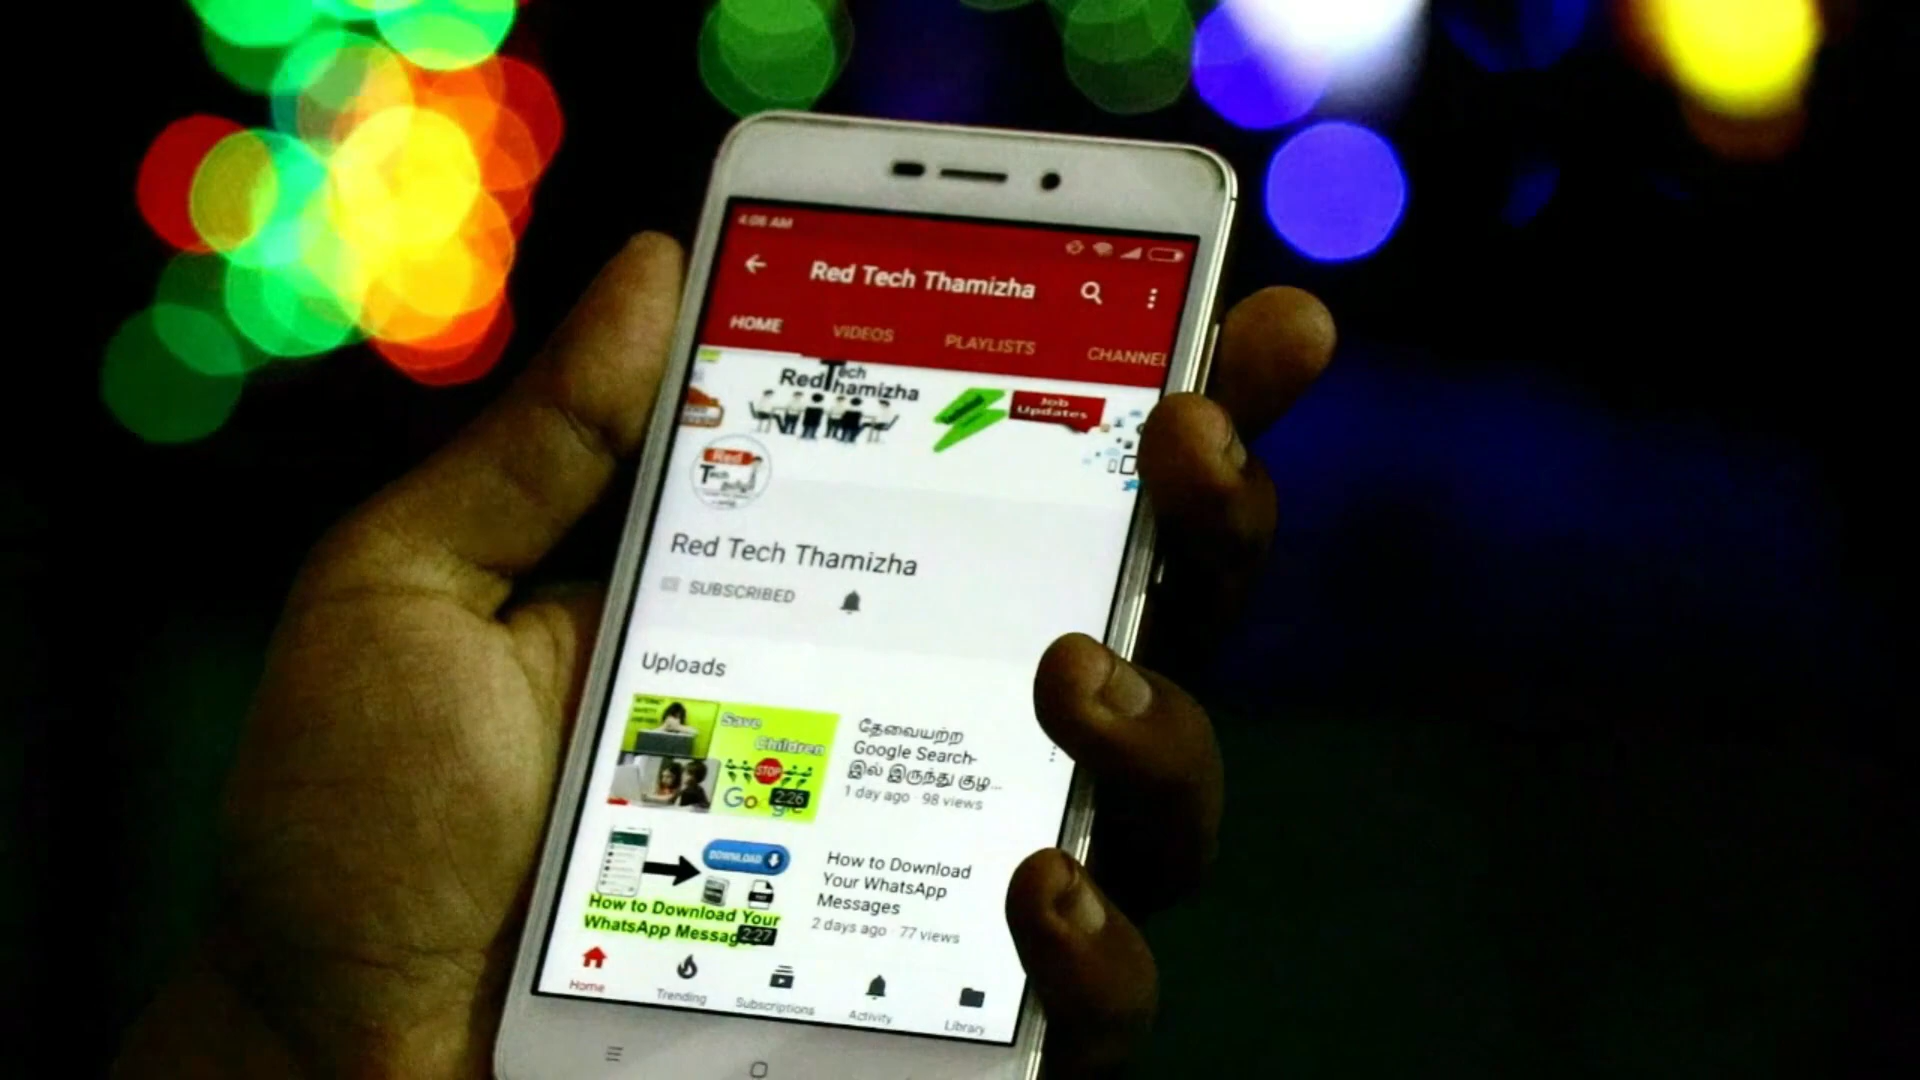 4:06 AM
Red Tech Thamizha
HOME VIDEOS PLAYLISTS CHANNEL
Red Tech Thamizha
Job Updates
Red
Tech
Red Tech Thamizha
SUBSCRIBED
Uploads
Save
Children
STOP
Google
2:26
தேவையற்ற
Google Search-
இல் இருந்து குழ...
1 day ago · 98 views
DOWNLOAD
How to Download Your
WhatsApp Messag
2:27
How to Download
Your WhatsApp
Messages
2 days ago · 77 views
Home Trending Subscriptions Activity Library